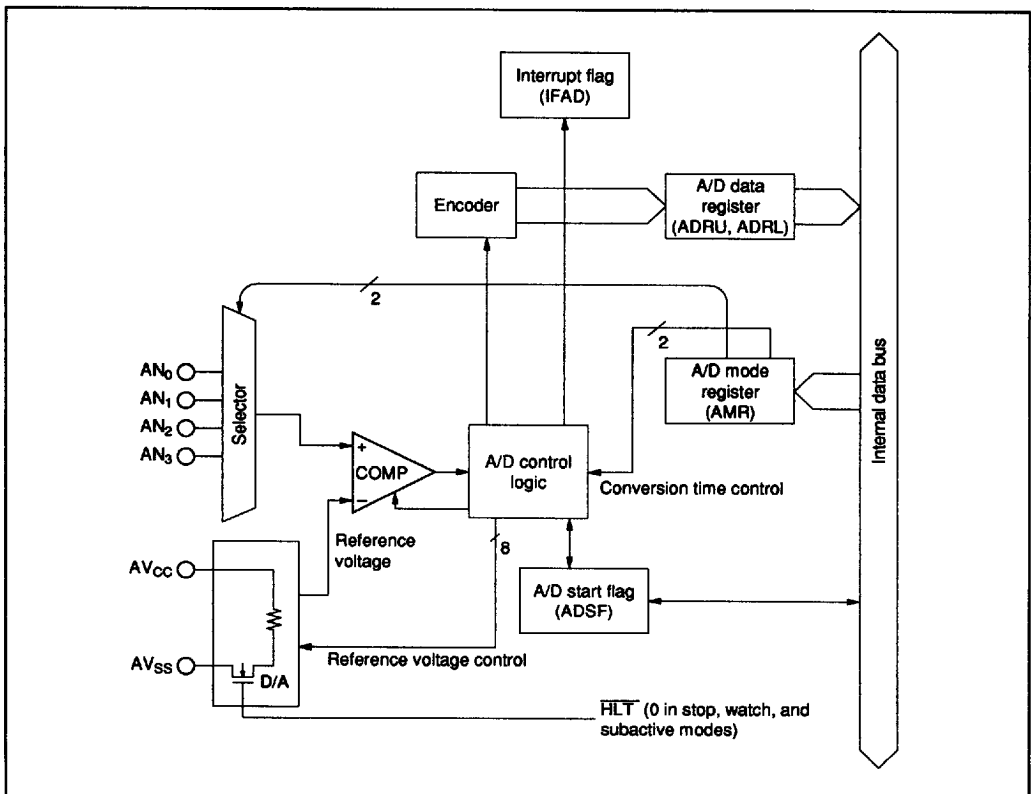 Interrupt flag
(IFAD)
Encoder
A/D data
register
(ADRU, ADRL)
2
2
AN0
AN1
AN2
AN3
Selector
A/D mode
register
(AMR)
Internal data bus
+
COMP
−
A/D control
logic
Conversion time control
Reference
voltage
8
AVCC
A/D start flag
(ADSF)
AVSS
D/A
Reference voltage control
HLT (0 in stop, watch, and
subactive modes)